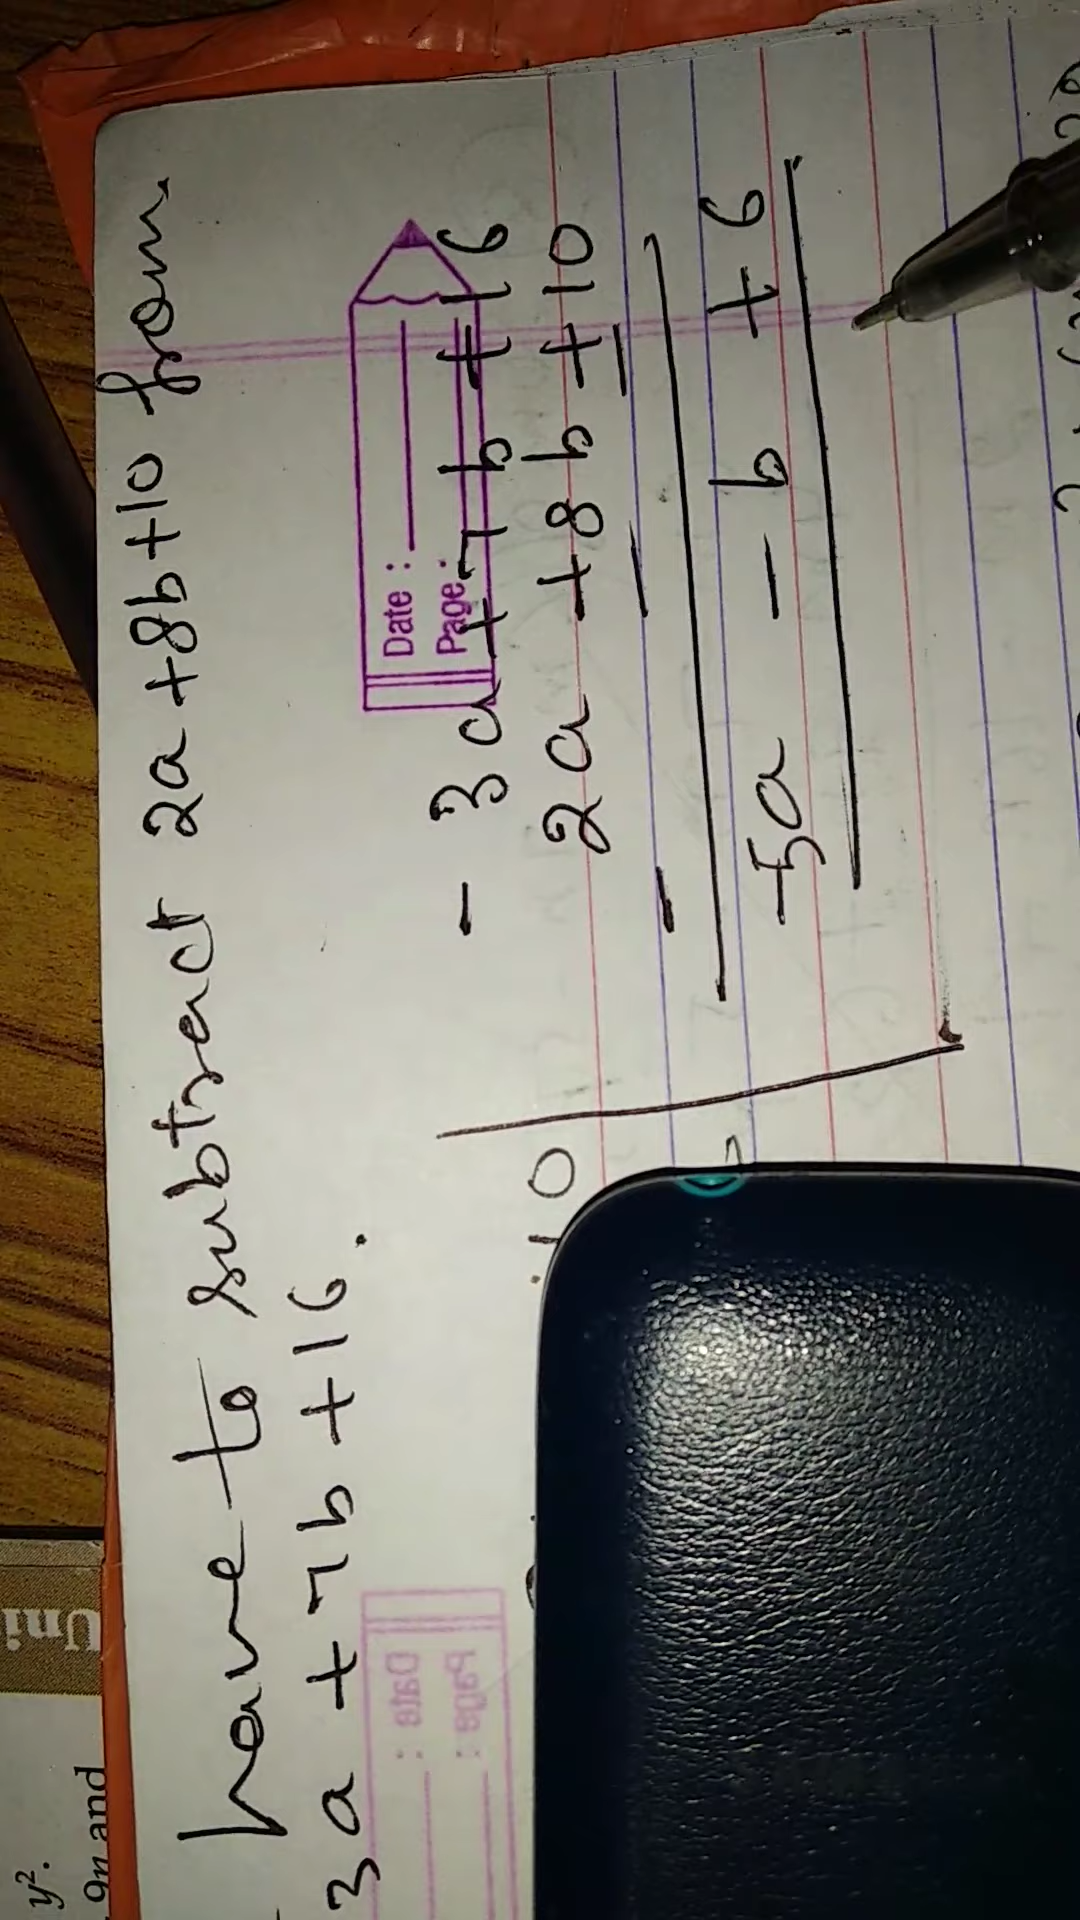 have to subtract 2a + 8b + 10 from
3a + 7b + 16.
Date :
Page :
- 3a + 7b + 16
2a + 8b + 10
- - -
-5a - b + 6
10
Date :
Page :
Uni
y².
9n and